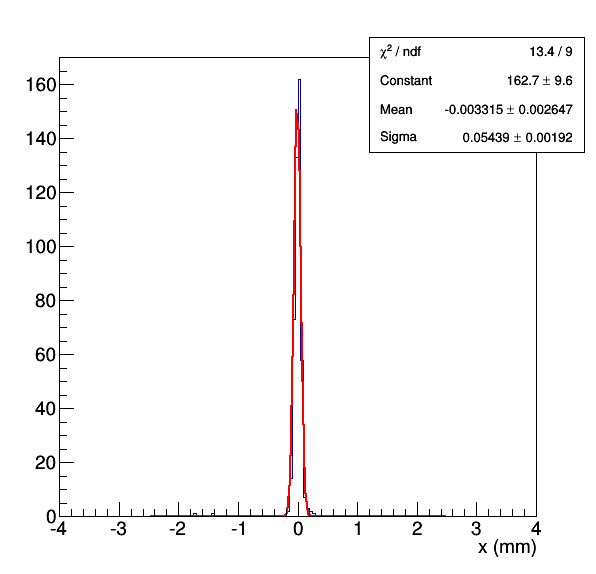 χ² / ndf 13.4 / 9
Constant 162.7 ± 9.6
Mean -0.003315 ± 0.002647
Sigma 0.05439 ± 0.00192
160
140
120
100
80
60
40
20
0
-4 -3 -2 -1 0 1 2 3 4
x (mm)